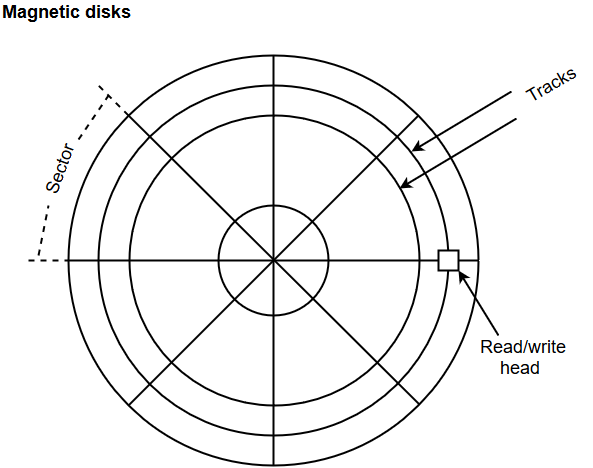 Magnetic disks
Tracks
Sector
Read/write
head